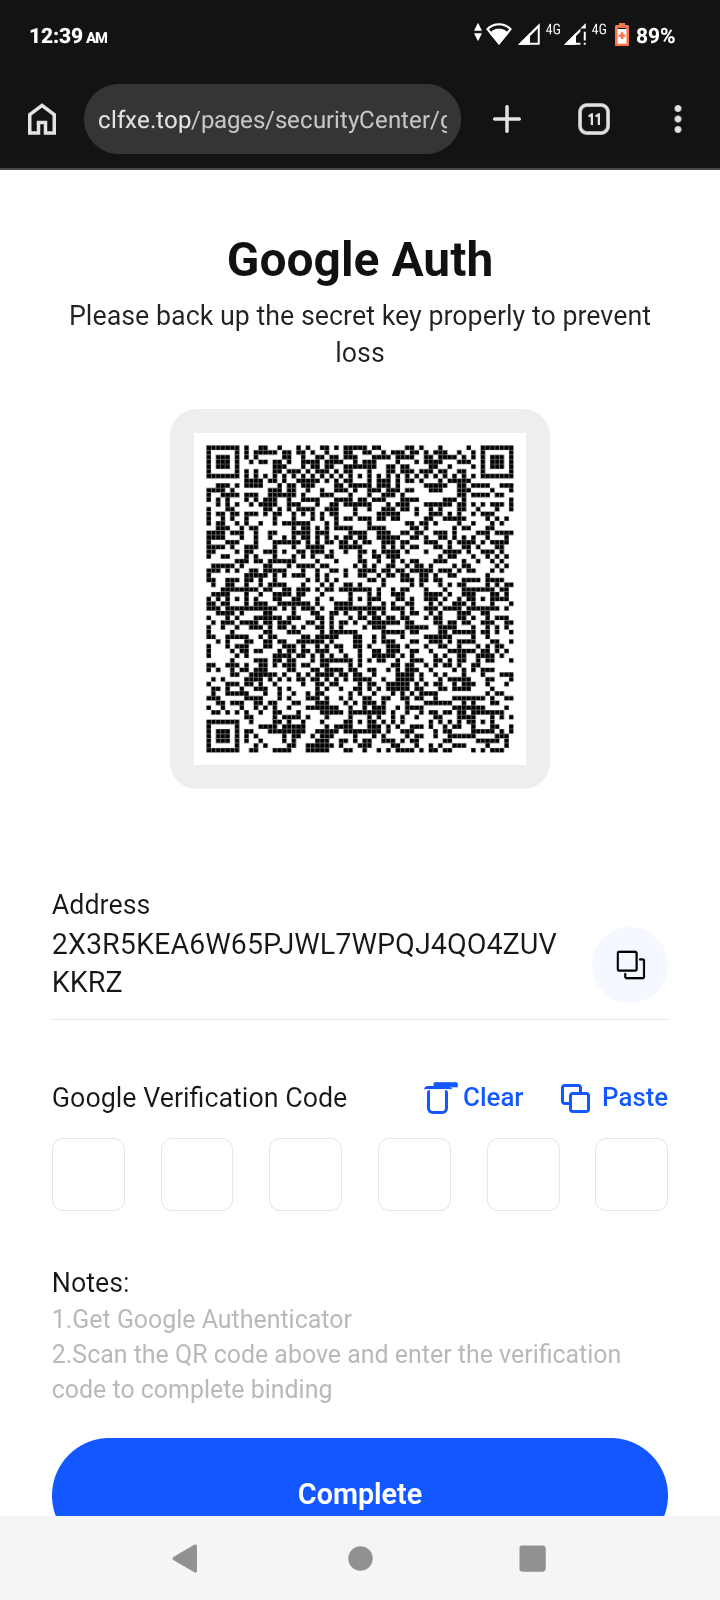 12:39 AM 4G 4G 89%
clfxe.top/pages/securityCenter/g 11
Google Auth
Please back up the secret key properly to prevent
loss
Address
2X3R5KEA6W65PJWL7WPQJ4QO4ZUV
KKRZ
Google Verification Code Clear Paste
Notes:
1.Get Google Authenticator
2.Scan the QR code above and enter the verification
code to complete binding
Complete